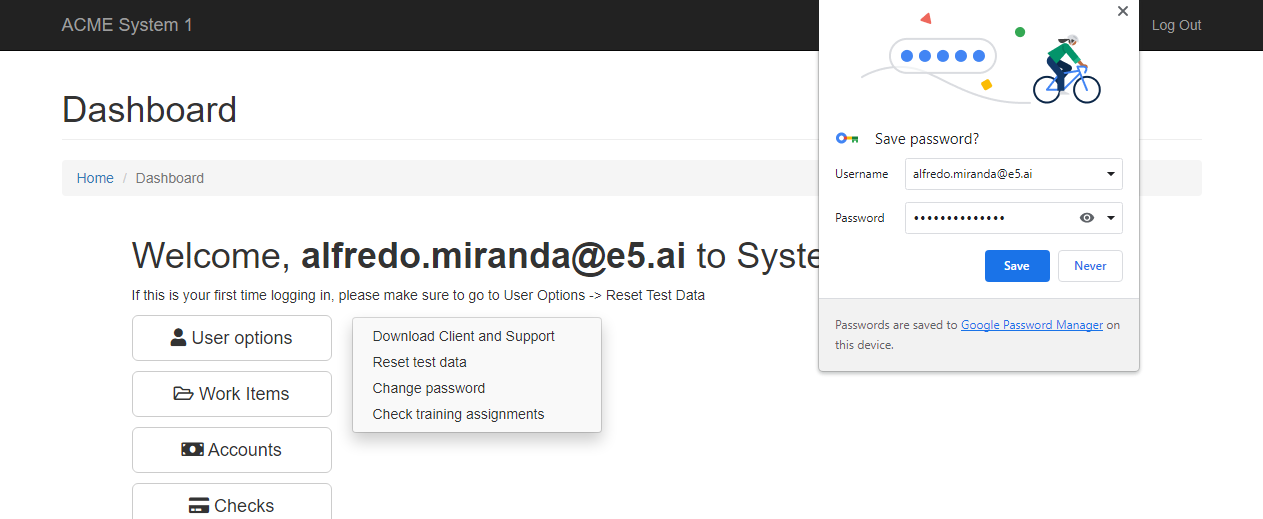 ACME System 1
Log Out
Dashboard
Home / Dashboard
Welcome, alfredo.miranda@e5.ai to Syste
If this is your first time logging in, please make sure to go to User Options -> Reset Test Data
User options
Work Items
Accounts
Checks
Download Client and Support
Reset test data
Change password
Check training assignments
Save password?
Username alfredo.miranda@e5.ai
Password ••••••••••••••
Save Never
Passwords are saved to Google Password Manager on
this device.